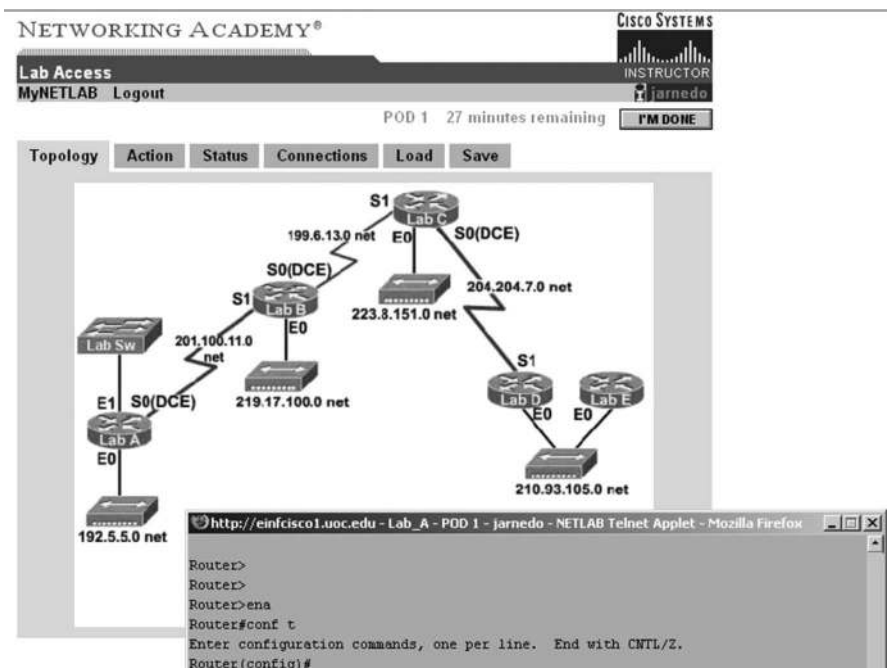 NETWORKING ACADEMY®
CISCO SYSTEMS
INSTRUCTOR
Lab Access
MyNETLAB Logout
jarnedo
POD 1 27 minutes remaining I'M DONE
Topology Action Status Connections Load Save
S1
Lab C
199.6.13.0 net
E0
S0(DCE)
S0(DCE)
S1
Lab B
204.204.7.0 net
223.8.151.0 net
E0
Lab Sw
201.100.11.0
net
S1
219.17.100.0 net
Lab D
Lab E
E1
S0(DCE)
E0
E0
Lab A
E0
210.93.105.0 net
192.5.5.0 net
http://einfcisco1.uoc.edu - Lab_A - POD 1 - jarnedo - NETLAB Telnet Applet - Mozilla Firefox
Router>
Router>
Router>ena
Router#conf t
Enter configuration commands, one per line. End with CNTL/Z.
Router(config)#